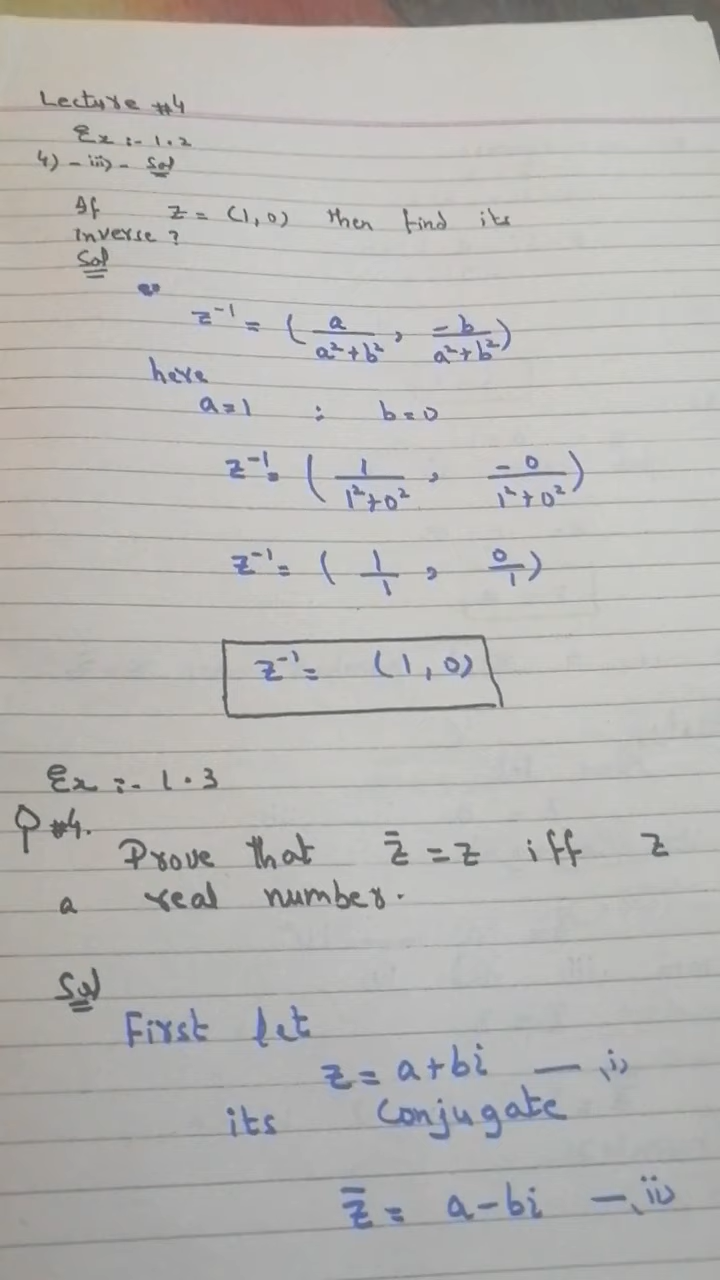 Lecture #4
Ex :- 1.2
4) - iii) - Sol
If z = (1,0) then find its
inverse ?
Sol
z⁻¹ = ( a/a²+b² , -b/a²+b² )
here
a=1 ; b=0
z⁻¹= ( 1/1²+0² , -0/1²+0² )
z⁻¹= ( 1/1 , 0/1 )
z⁻¹= (1,0)
Ex :- 1.3
Q #4.
Prove that z̄ = z iff z
a real number.
Sol
First let
z = a+bi — i)
its Conjugate
z̄ = a-bi — ii)